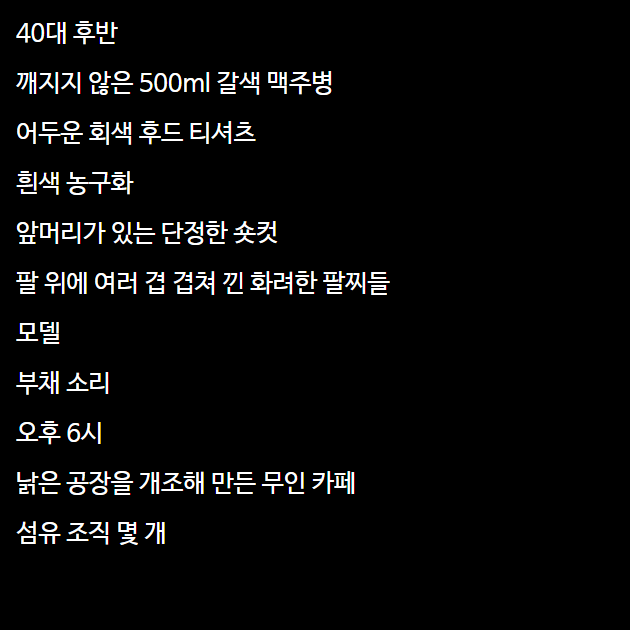 40대 후반
깨지지 않은 500ml 갈색 맥주병
어두운 회색 후드 티셔츠
흰색 농구화
앞머리가 있는 단정한 숏컷
팔 위에 여러 겹 겹쳐 낀 화려한 팔찌들
모델
부채 소리
오후 6시
낡은 공장을 개조해 만든 무인 카페
섬유 조직 몇 개